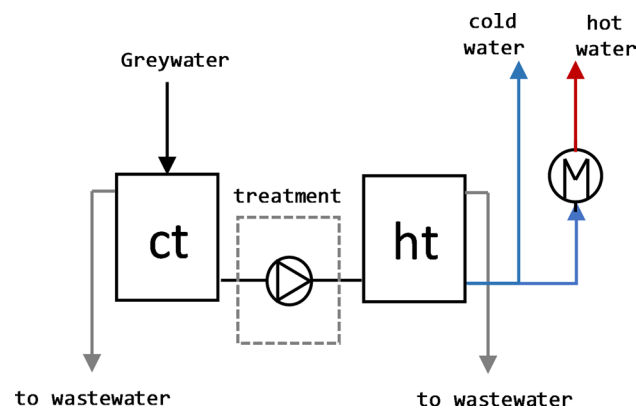 cold
water
hot
water
Greywater
treatment
ct
ht
M
to wastewater
to wastewater